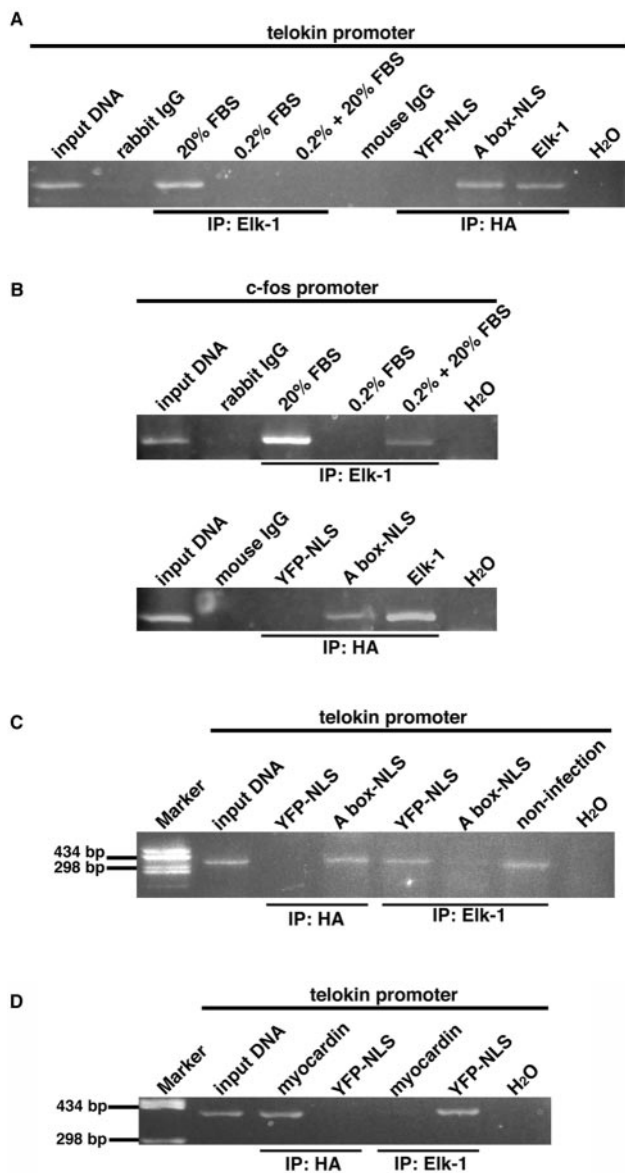 A
telokin promoter
input DNA
rabbit IgG
20% FBS
0.2% FBS
0.2% + 20% FBS
mouse IgG
YFP-NLS
A box-NLS
Elk-1
H₂O
IP: Elk-1
IP: HA
B
c-fos promoter
input DNA
rabbit IgG
20% FBS
0.2% FBS
0.2% + 20% FBS
H₂O
IP: Elk-1
input DNA
mouse IgG
YFP-NLS
A box-NLS
Elk-1
H₂O
IP: HA
C
telokin promoter
Marker
input DNA
YFP-NLS
A box-NLS
YFP-NLS
A box-NLS
non-infection
H₂O
434 bp
298 bp
IP: HA
IP: Elk-1
D
telokin promoter
Marker
input DNA
myocardin
YFP-NLS
myocardin
YFP-NLS
H₂O
434 bp
298 bp
IP: HA
IP: Elk-1